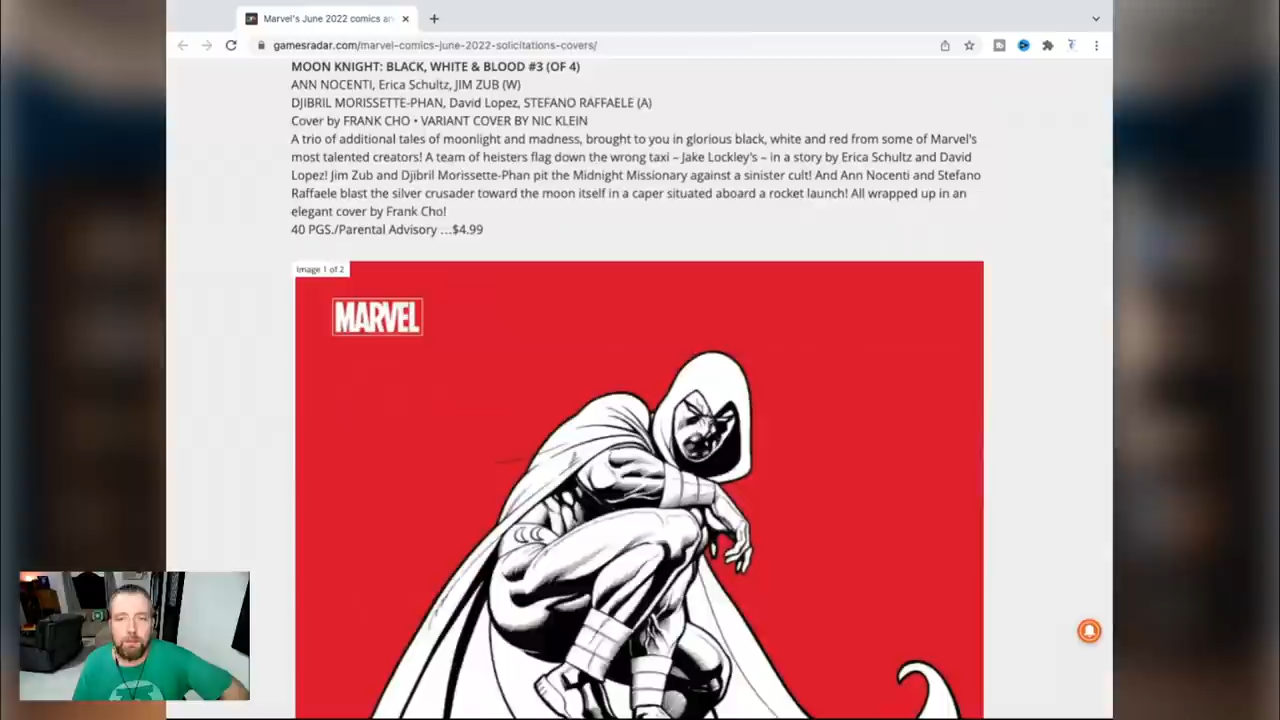 Marvel's June 2022 comics an
gamesradar.com/marvel-comics-june-2022-solicitations-covers/
MOON KNIGHT: BLACK, WHITE & BLOOD #3 (OF 4)
ANN NOCENTI, Erica Schultz, JIM ZUB (W)
DJIBRIL MORISSETTE-PHAN, David Lopez, STEFANO RAFFAELE (A)
Cover by FRANK CHO • VARIANT COVER BY NIC KLEIN
A trio of additional tales of moonlight and madness, brought to you in glorious black, white and red from some of Marvel's
most talented creators! A team of heisters flag down the wrong taxi – Jake Lockley's – in a story by Erica Schultz and David
Lopez! Jim Zub and Djibril Morissette-Phan pit the Midnight Missionary against a sinister cult! And Ann Nocenti and Stefano
Raffaele blast the silver crusader toward the moon itself in a caper situated aboard a rocket launch! All wrapped up in an
elegant cover by Frank Cho!
40 PGS./Parental Advisory …$4.99
Image 1 of 2
MARVEL